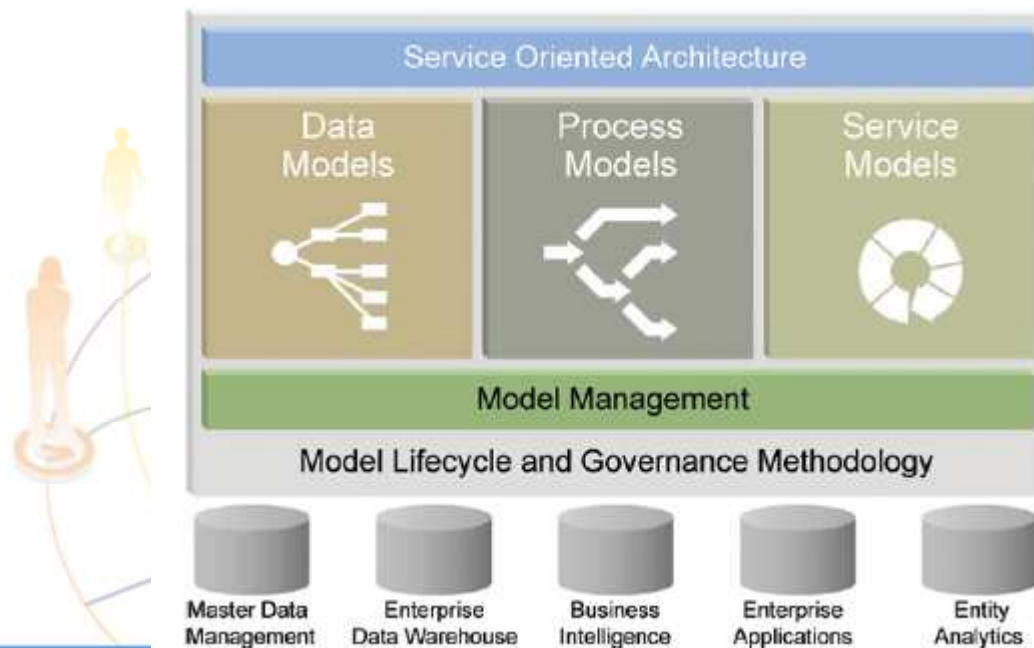 Service Oriented Architecture
Data
Models
Process
Models
Service
Models
Model Management
Model Lifecycle and Governance Methodology
Master Data
Management
Enterprise
Data Warehouse
Business
Intelligence
Enterprise
Applications
Entity
Analytics